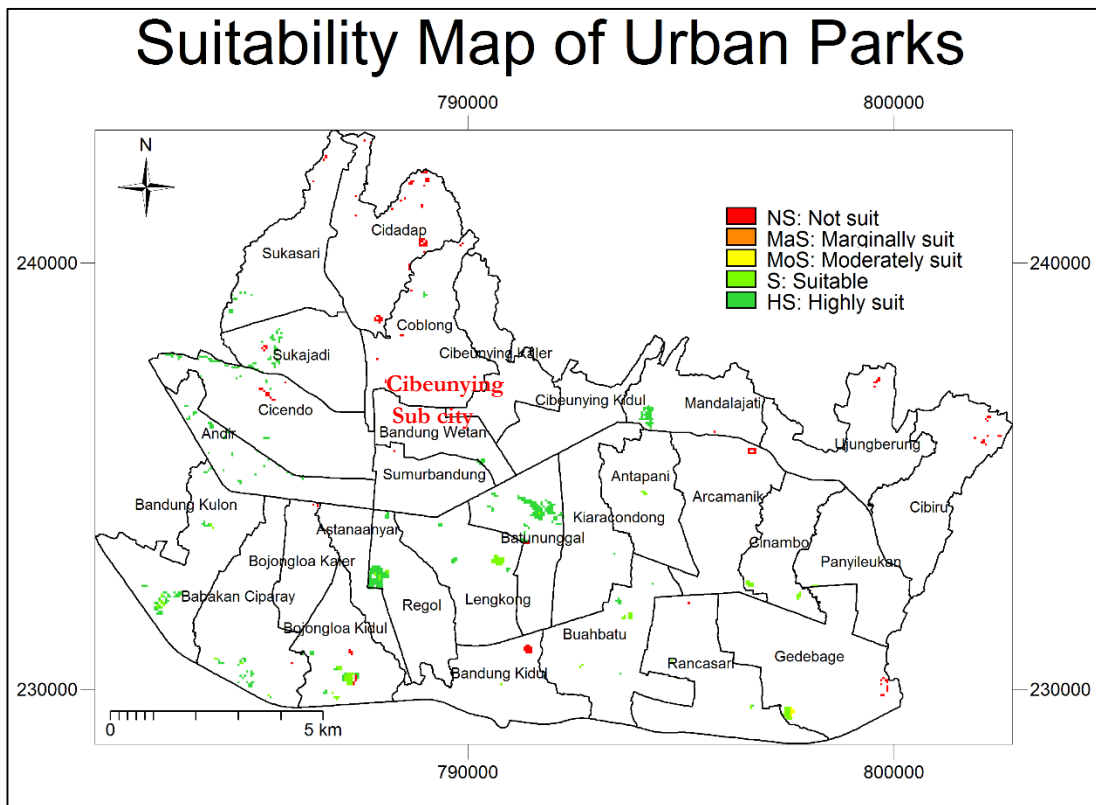 Suitability Map of Urban Parks
790000
800000
N
NS: Not suit
MaS: Marginally suit
MoS: Moderately suit
S: Suitable
HS: Highly suit
240000
240000
Cidadap
Sukasari
Coblong
Cibeunying Kaler
Sukajadi
Cibeunying
Sub city
Cicendo
Cibeunying Kidul
Mandalajati
Andir
Bandung Wetan
Ujungberung
Sumurbandung
Antapani
Arcamanik
Bandung Kulon
Cibiru
Astanaanyar
Kiaracondong
Batununggal
Cinambo
Bojongloa Kaler
Panyileukan
Babakan Ciparay
Regol
Lengkong
Bojongloa Kidul
Buahbatu
Gedebage
Rancasari
Bandung Kidul
230000
230000
0
5 km
790000
800000